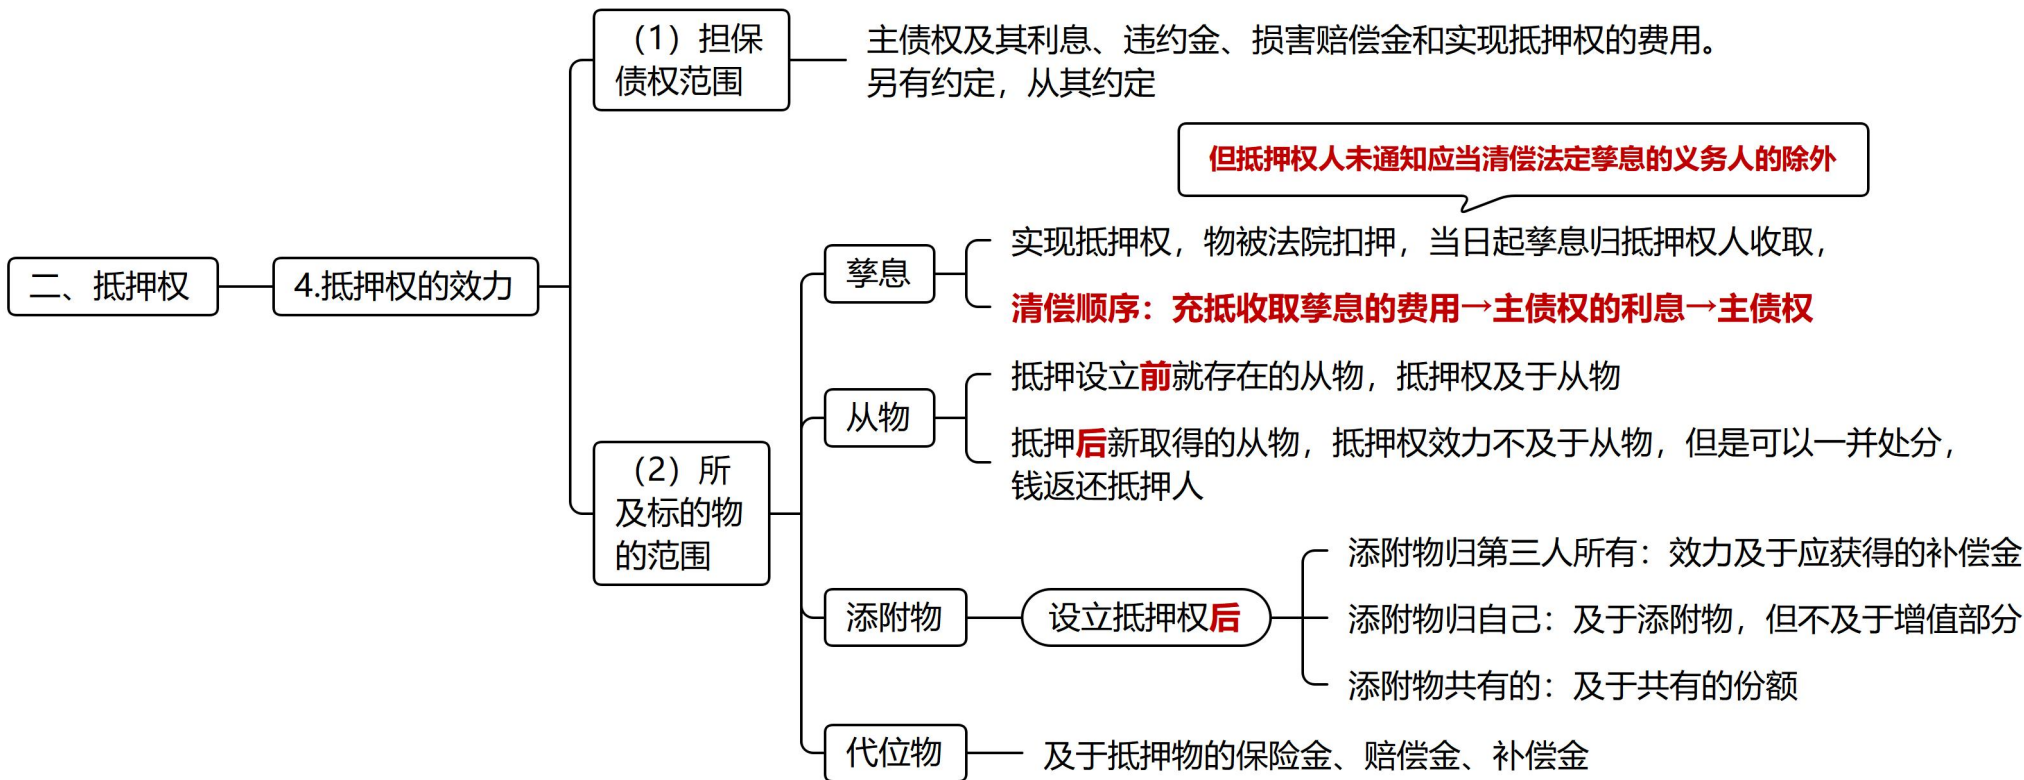 二、抵押权
4.抵押权的效力
（1）担保
债权范围
主债权及其利息、违约金、损害赔偿金和实现抵押权的费用。
另有约定，从其约定
（2）所
及标的物
的范围
孳息
但抵押权人未通知应当清偿法定孳息的义务人的除外
实现抵押权，物被法院扣押，当日起孳息归抵押权人收取，
清偿顺序：充抵收取孳息的费用→主债权的利息→主债权
从物
抵押设立前就存在的从物，抵押权及于从物
抵押后新取得的从物，抵押权效力不及于从物，但是可以一并处分，
钱返还抵押人
添附物
设立抵押权后
添附物归第三人所有：效力及于应获得的补偿金
添附物归自己：及于添附物，但不及于增值部分
添附物共有的：及于共有的份额
代位物
及于抵押物的保险金、赔偿金、补偿金